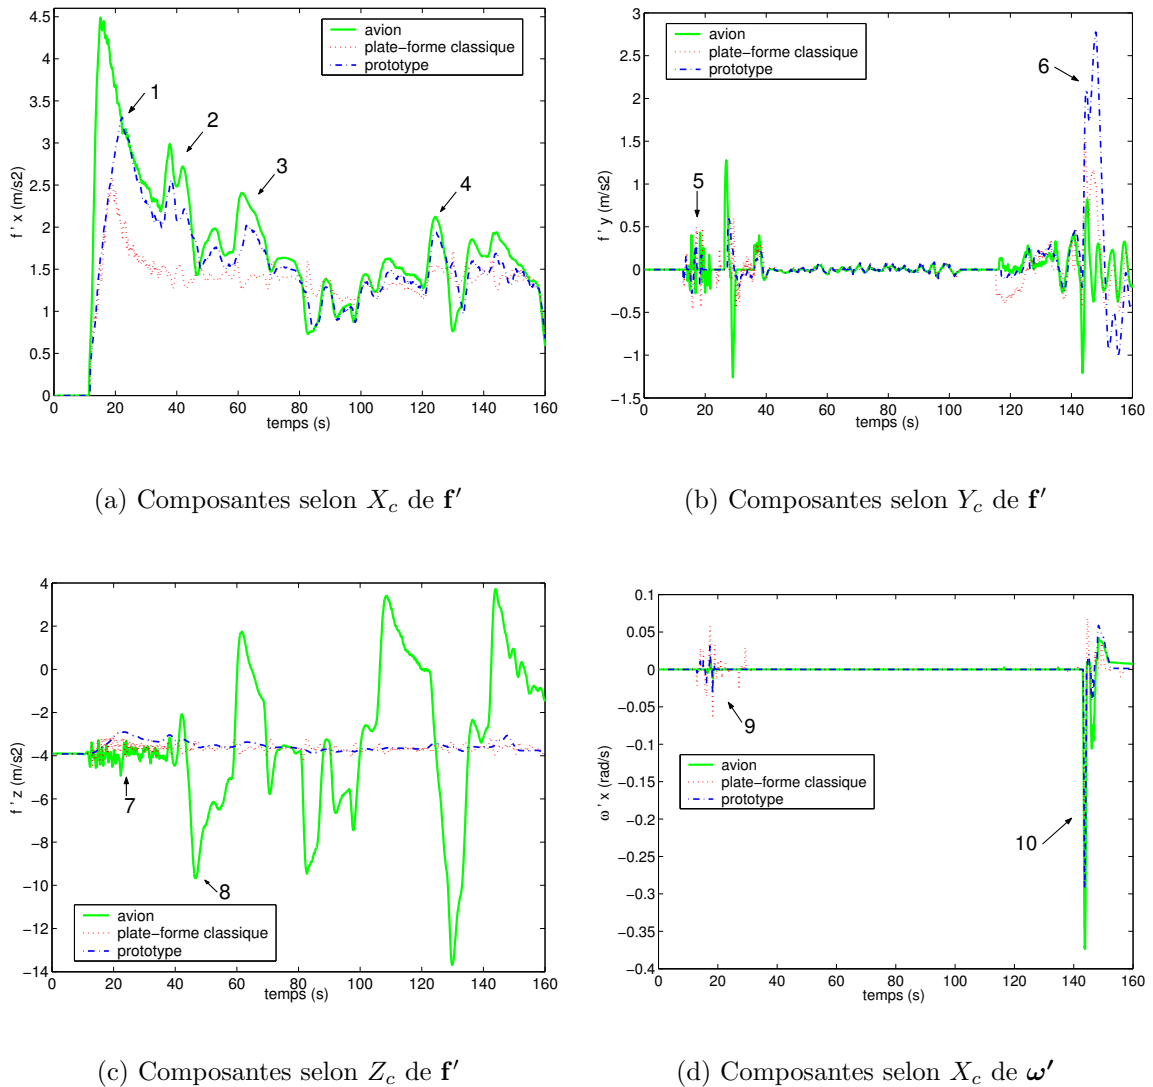 4.5
4
3.5
3
2.5
2
1.5
1
0.5
0
0 20 40 60 80 100 120 140 160
temps (s)
f ' x (m/s2)
avion
plate−forme classique
prototype
1
2
3
4
(a) Composantes selon X_c de f′
3
2.5
2
1.5
1
0.5
0
−0.5
−1
−1.5
0 20 40 60 80 100 120 140 160
temps (s)
f ' y (m/s2)
avion
plate−forme classique
prototype
5
6
(b) Composantes selon Y_c de f′
4
2
0
−2
−4
−6
−8
−10
−12
−14
0 20 40 60 80 100 120 140 160
temps (s)
f ' z (m/s2)
7
8
avion
plate−forme classique
prototype
(c) Composantes selon Z_c de f′
0.1
0.05
0
−0.05
−0.1
−0.15
−0.2
−0.25
−0.3
−0.35
−0.4
0 20 40 60 80 100 120 140 160
temps (s)
ω ' x (rad/s)
9
avion
plate−forme classique
prototype
10
(d) Composantes selon X_c de ω′